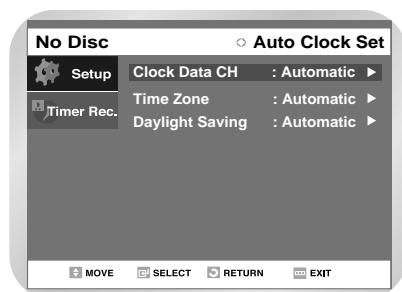 No Disc Auto Clock Set
Setup Clock Data CH : Automatic ►
Time Zone : Automatic ►
Timer Rec.
Daylight Saving : Automatic ►
MOVE SELECT RETURN EXIT